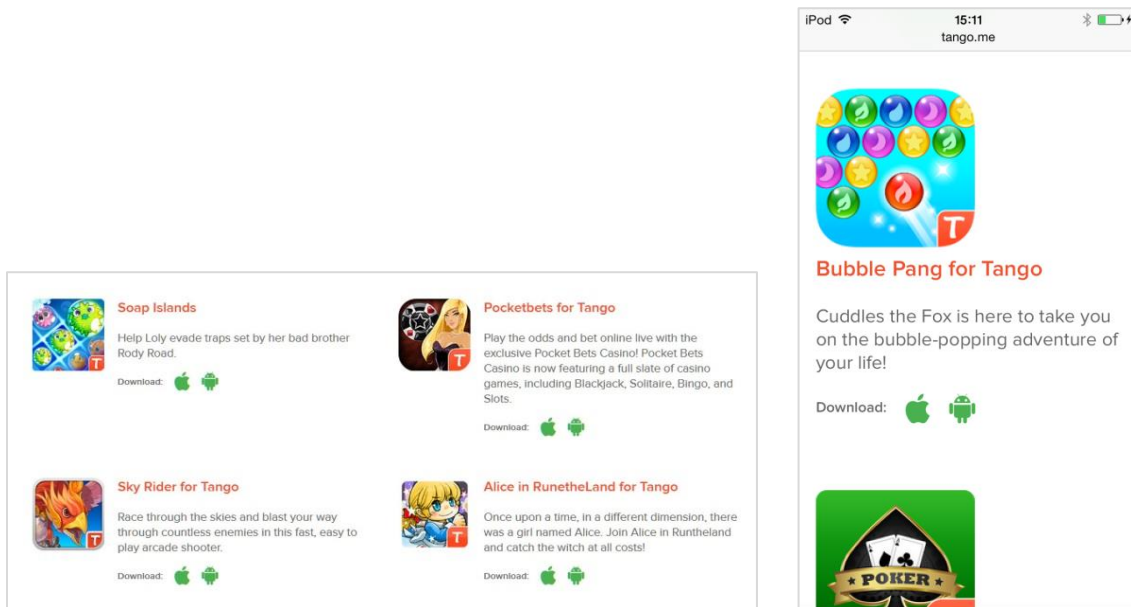 Soap Islands
Help Loly evade traps set by her bad brother
Rody Road.
Download:
T
Pocketbets for Tango
Play the odds and bet online live with the
exclusive Pocket Bets Casino! Pocket Bets
Casino is now featuring a full slate of casino
games, including Blackjack, Solitaire, Bingo, and
Slots.
Download:
T
Sky Rider for Tango
Race through the skies and blast your way
through countless enemies in this fast, easy to
play arcade shooter.
Download:
T
Alice in RunetheLand for Tango
Once upon a time, in a different dimension, there
was a girl named Alice. Join Alice in Runtheland
and catch the witch at all costs!
Download:
T
iPod
15:11
tango.me
T
Bubble Pang for Tango
Cuddles the Fox is here to take you
on the bubble-popping adventure of
your life!
Download:
POKER